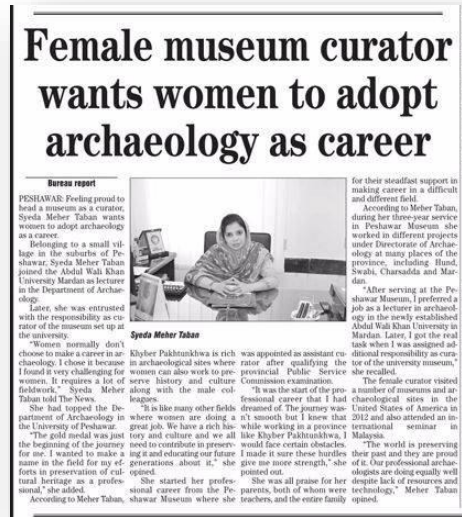 Female museum curator
wants women to adopt
archaeology as career
Bureau report
PESHAWAR: Feeling proud to
head a museum as a curator,
Syeda Meher Taban wants
women to adopt archaeology
as a career.
Belonging to a small vil-
lage in the suburbs of Pe-
shawar, Syeda Meher Taban
joined the Abdul Wali Khan
University Mardan as lecturer
in the Department of Archae-
ology.
Later, she was entrusted
with the responsibility as cu-
rator of the museum set up at
the university.
"Women normally don't
choose to make a career in ar-
chaeology. I chose it because
I found it very challenging for
women. It requires a lot of
fieldwork," Syeda Meher
Taban told The News.
She had topped the De-
partment of Archaeology in
the University of Peshawar.
"The gold medal was just
the beginning of the journey
for me. I wanted to make a
name in the field for my ef-
forts in preservation of cul-
tural heritage as a profes-
sional," she added.
According to Meher Taban,
Syeda Meher Taban
Khyber Pakhtunkhwa is rich
in archaeological sites where
women can also work to pre-
serve history and culture
along with the male col-
leagues.
"It is like many other fields
where women are doing a
great job. We have a rich his-
tory and culture and we all
need to contribute in preserv-
ing it and educating our future
generations about it," she
opined.
She started her profes-
sional career from the Pe-
shawar Museum where she
was appointed as assistant cu-
rator after qualifying the
provincial Public Service
Commission examination.
"It was the start of the pro-
fessional career that I had
dreamed of. The journey was-
n't smooth but I knew that
while working in a province
like Khyber Pakhtunkhwa, I
would face certain obstacles.
I made it sure these hurdles
give me more strength," she
pointed out.
She was all praise for her
parents, both of whom were
teachers, and the entire family
for their steadfast support in
making career in a difficult
and different field.
According to Meher Taban,
during her three-year service
in Peshawar Museum she
worked in different projects
under Directorate of Archae-
ology at many places of the
province, including Hund,
Swabi, Charsadda and Mar-
dan.
"After serving at the Pe-
shawar Museum, I preferred a
job as a lecturer in archaeol-
ogy in the newly established
Abdul Wali Khan University in
Mardan. Later, I got the real
task when I was assigned ad-
ditional responsibility as cura-
tor of the university museum,"
she recalled.
The female curator visited
a number of museums and ar-
chaeological sites in the
United States of America in
2012 and also attended an in-
ternational seminar in
Malaysia.
"The world is preserving
their past and they are proud
of it. Our professional archae-
ologists are doing equally well
despite lack of resources and
technology," Meher Taban
opined.